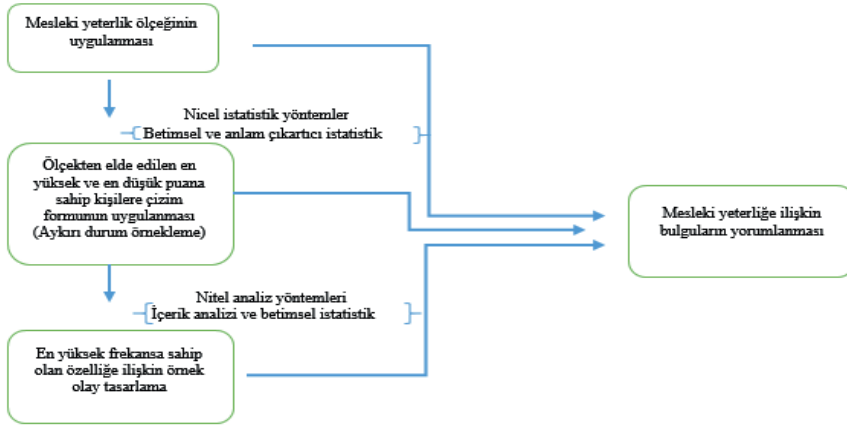 Mesleki yeterlik ölçeğinin
uygulanması
Nicel istatistik yöntemler
Betimsel ve anlam çıkartıcı istatistik
Ölçekten elde edilen en
yüksek ve en düşük puana
sahip kişilere çizim
formunun uygulanması
(Aykırı durum örnekleme)
Mesleki yeterliğe ilişkin
bulguların yorumlanması
Nitel analiz yöntemleri
İçerik analizi ve betimsel istatistik
En yüksek frekansa sahip
olan özelliğe ilişkin örnek
olay tasarlama